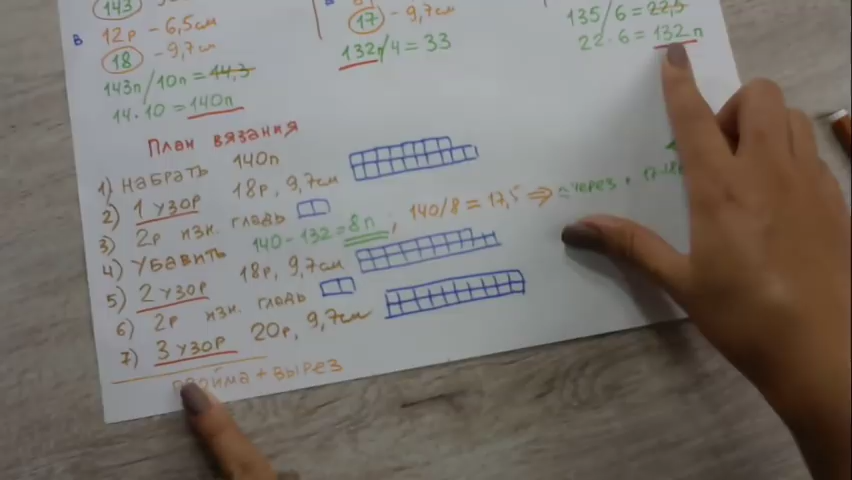 143
В 12р - 6,5см
18 - 9,7см
143п/10п = 14,3
14 · 10 = 140п
17 - 9,7см
132п/4 = 33
135/6 = 22,5
22 · 6 = 132п
План вязания
1) Набрать 140п
2) 1 узор 18р, 9,7см
3) 2р изн. гладь
4) Убавить 140 - 132 = 8п, 140/8 = 17,5 ⇒ через
5) 2 узор 18р, 9,7см
6) 2р изн. гладь
7) 3 узор 20р, 9,7см
+ вырез